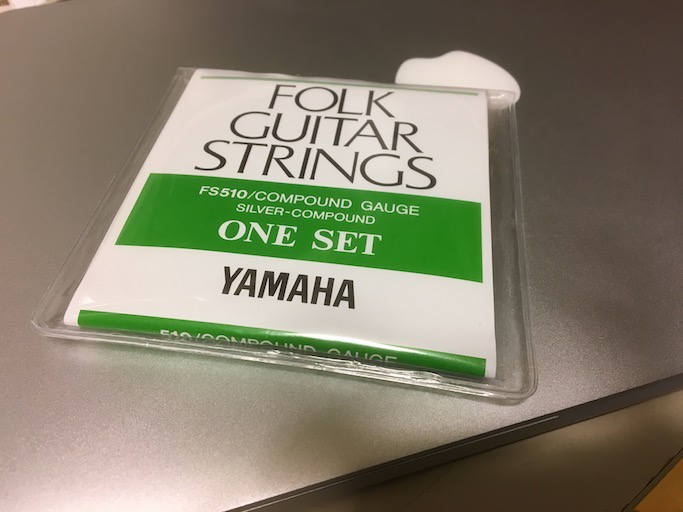 FOLK
GUITAR
STRINGS
FS510/COMPOUND GAUGE
SILVER-COMPOUND
ONE SET
YAMAHA
510/COMPOUND GAUGE